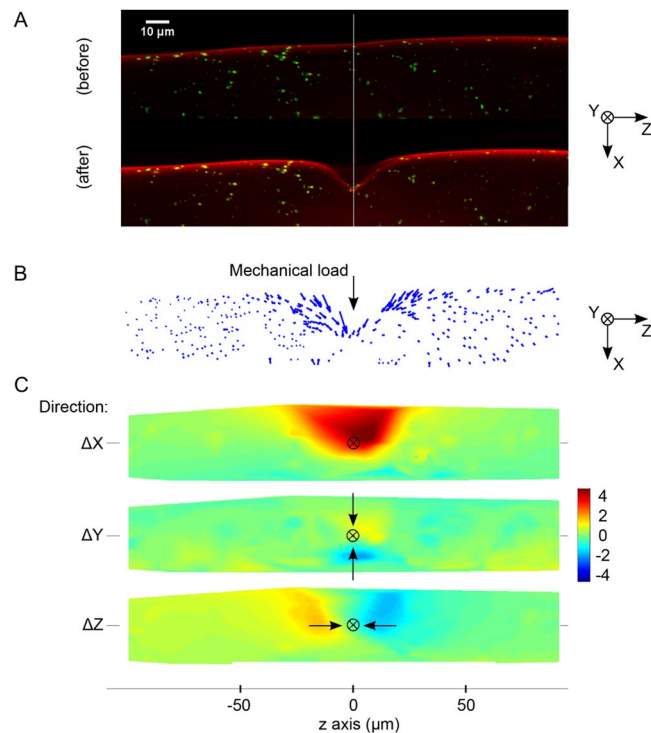 A
10 μm
(before)
(after)
Y
Z
X
B
Mechanical load
Y
Z
X
C
Direction:
ΔX
ΔY
ΔZ
4
2
0
-2
-4
-50
0
50
z axis (μm)